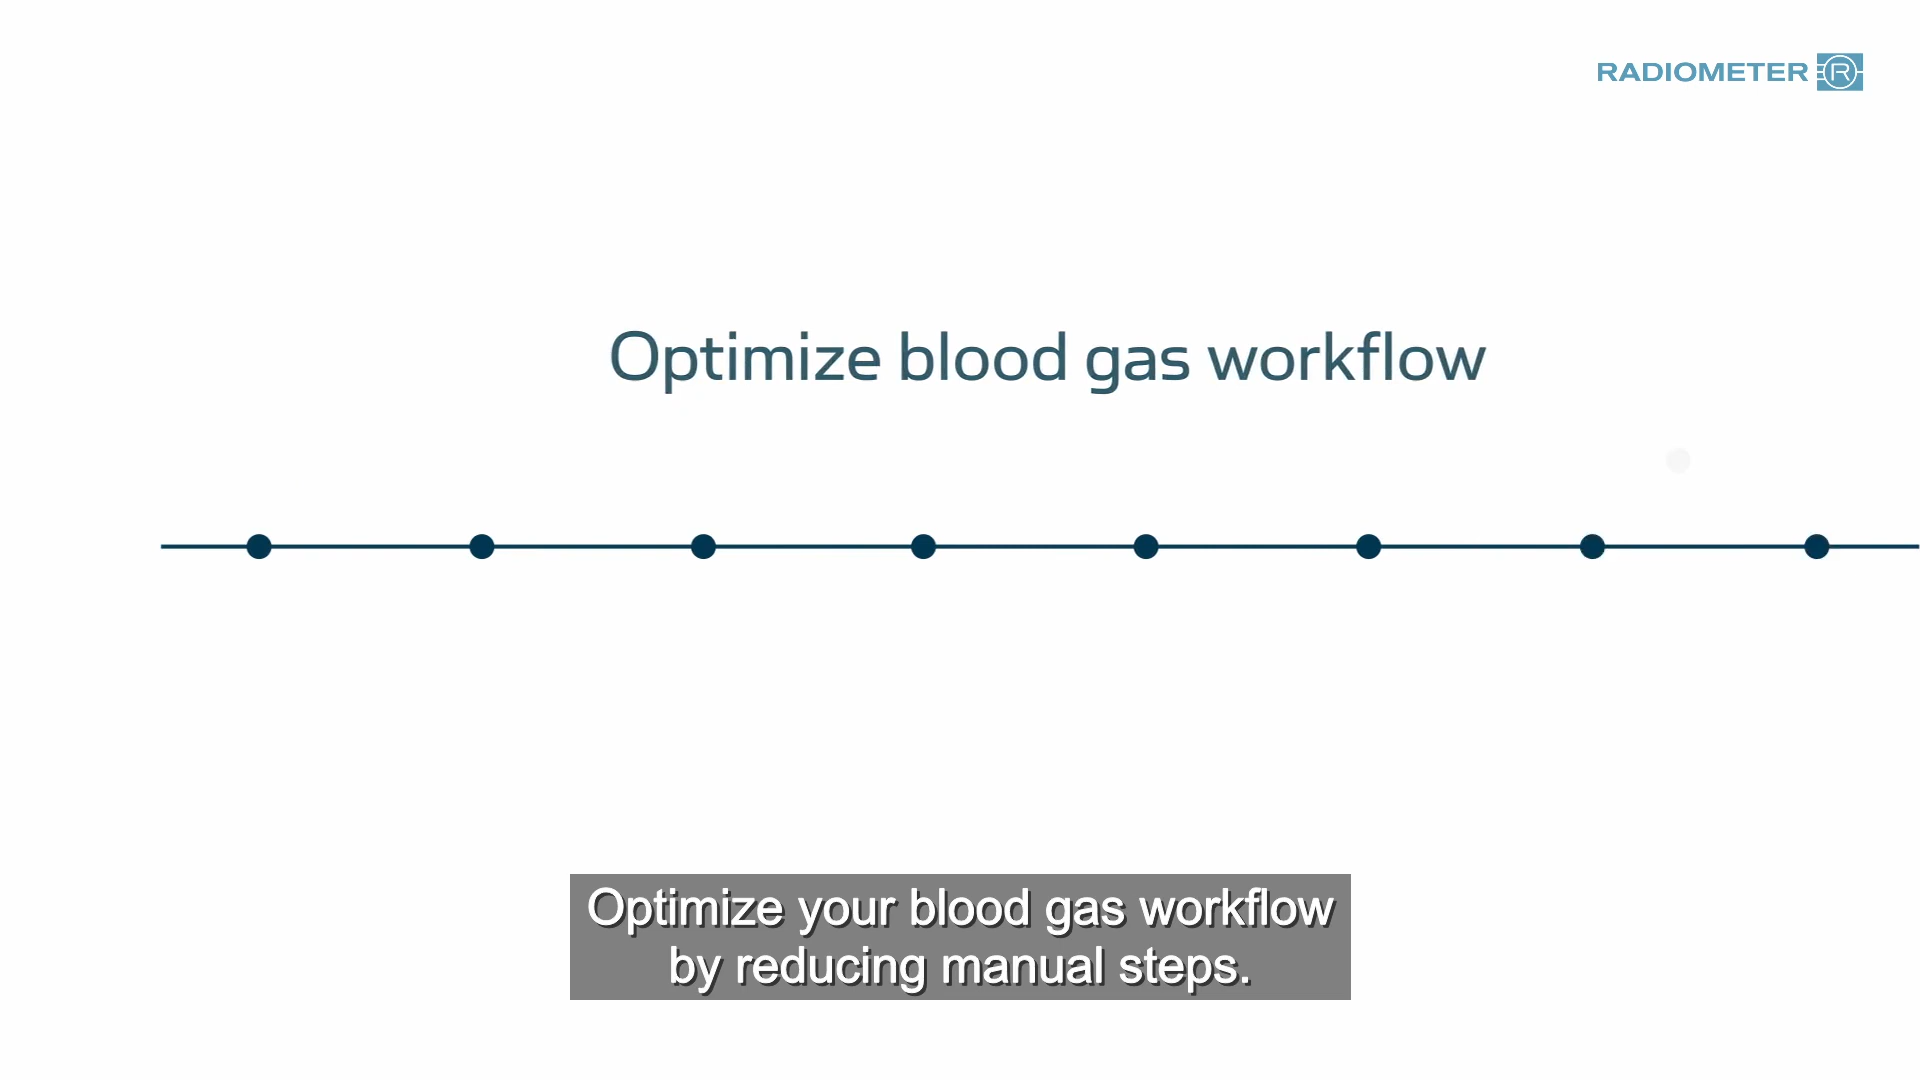 RADIOMETER R
Optimize blood gas workflow
Optimize your blood gas workflow
by reducing manual steps.